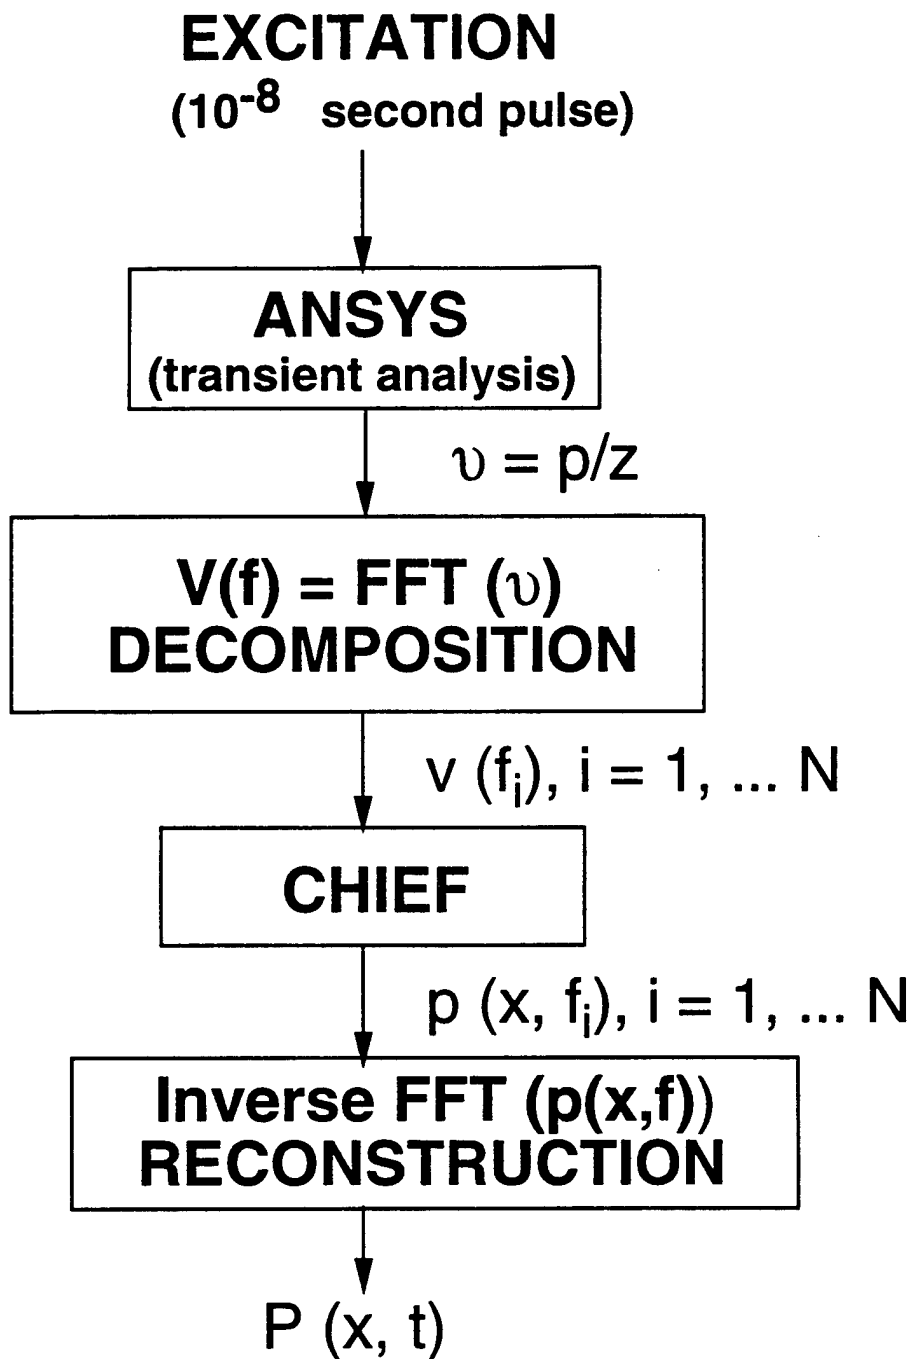 EXCITATION
(10⁻⁸ second pulse)
ANSYS
(transient analysis)
υ = p/z
V(f) = FFT (υ)
DECOMPOSITION
v (fᵢ), i = 1, ... N
CHIEF
p (x, fᵢ), i = 1, ... N
Inverse FFT (p(x,f))
RECONSTRUCTION
P (x, t)